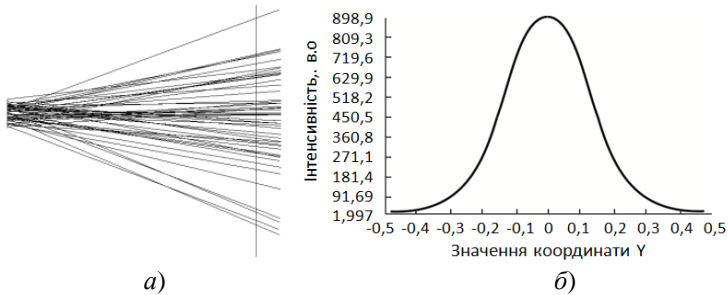 898,9
809,3
719,6
629,9
518,2
450,5
360,8
271,1
181,4
91,69
1,997
Інтенсивність,. в.о
-0,5 -0,4 -0,3 -0,2 -0,1 0 0,1 0,2 0,3 0,4 0,5
Значення координати Y
а) б)